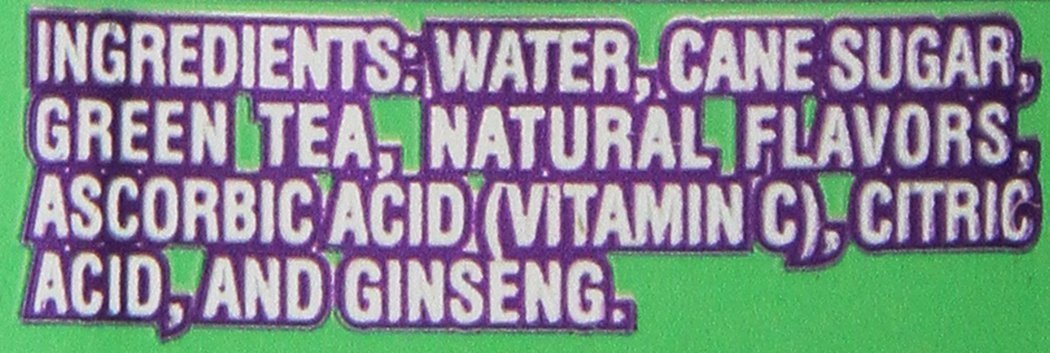 INGREDIENTS: WATER, CANE SUGAR,
GREEN TEA, NATURAL FLAVORS,
ASCORBIC ACID (VITAMIN C), CITRIC
ACID, AND GINSENG.